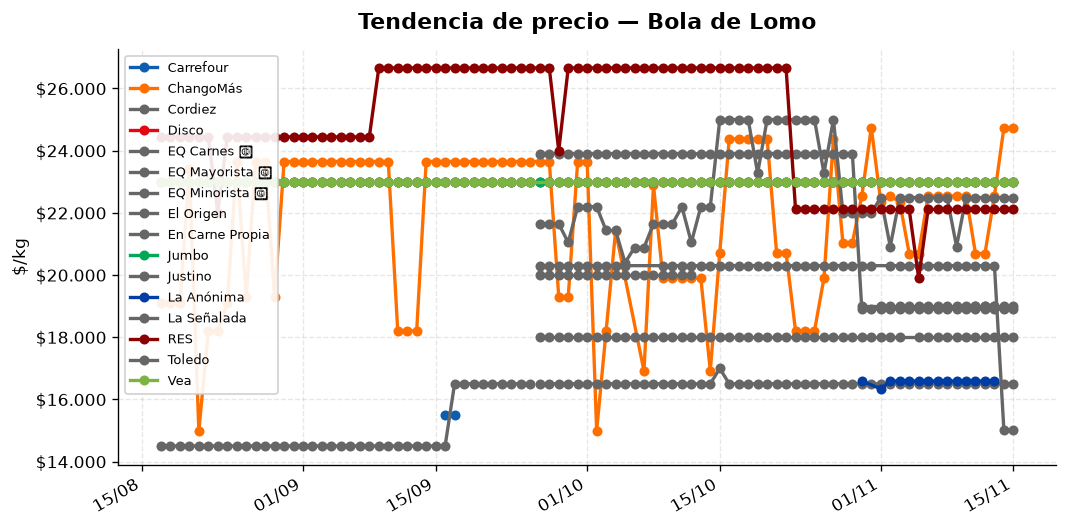 Tendencia de precio — Bola de Lomo
$/kg
$26.000
$24.000
$22.000
$20.000
$18.000
$16.000
$14.000
Carrefour
ChangoMás
Cordiez
Disco
EQ Carnes
EQ Mayorista
EQ Minorista
El Origen
En Carne Propia
Jumbo
Justino
La Anónima
La Señalada
RES
Toledo
Vea
15/08
01/09
15/09
01/10
15/10
01/11
15/11